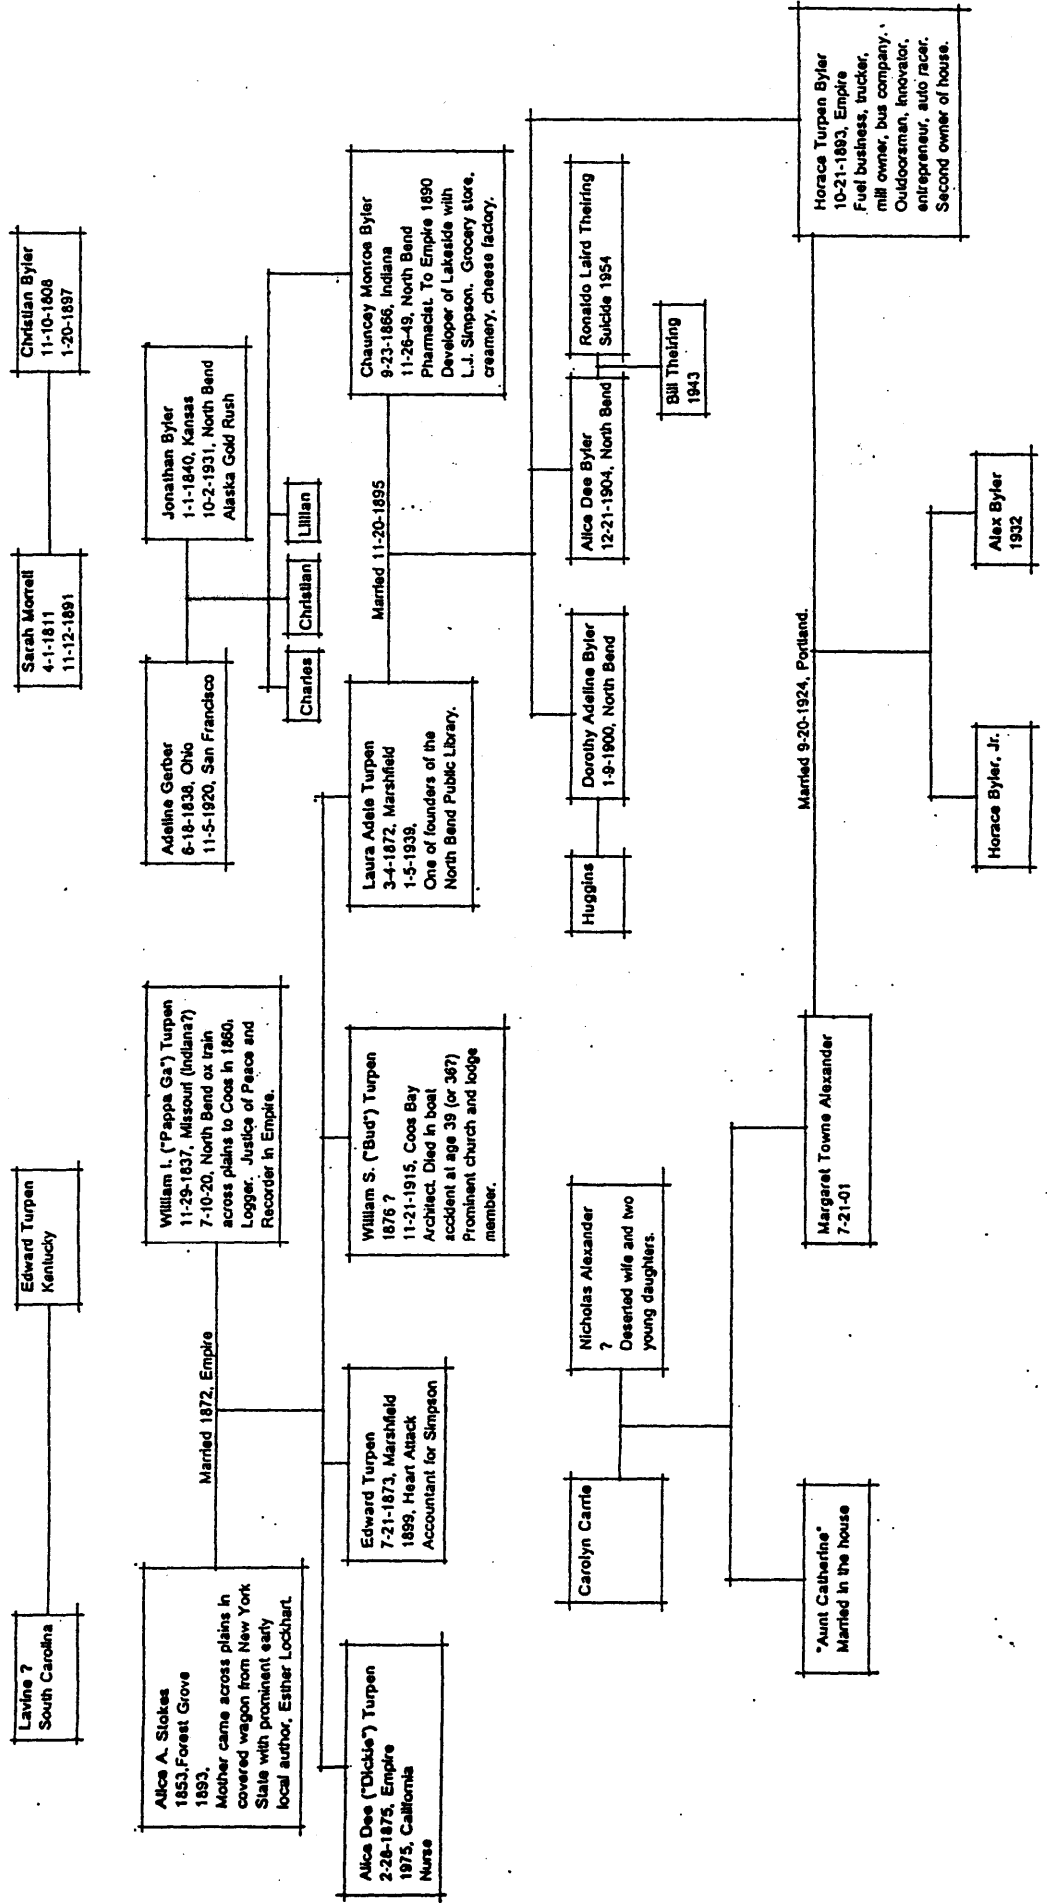 Lavine ?
South Carolina
Edward Turpen
Kentucky
Sarah Morrell
4-1-1811
11-12-1891
Christian Byler
11-10-1808
1-20-1897
Alice A. Stokes
1853,Forest Grove
1893,
Mother came across plains in
covered wagon from New York
State with prominent early
local author, Esther Lockhart.
Married 1872, Empire
William I. ("Pappa Ga") Turpen
11-29-1837, Missouri (Indiana?)
7-10-20, North Bend ox train
across plains to Coos in 1860.
Logger. Justice of Peace and
Recorder in Empire.
Adeline Gerber
6-18-1838, Ohio
11-5-1920, San Francisco
Jonathan Byler
1-1-1840, Kansas
10-2-1931, North Bend
Alaska Gold Rush
Charles
Christian
Lillian
Alice Dee ("Dickie") Turpen
2-28-1875, Empire
1975, California
Nurse
Edward Turpen
7-21-1873, Marshfield
1899, Heart Attack
Accountant for Simpson
William S. ("Bud") Turpen
1876 ?
11-21-1915, Coos Bay
Architect. Died in boat
accident at age 39 (or 36?)
Prominent church and lodge
member.
Laura Adele Turpen
3-4-1872, Marshfield
1-5-1939,
One of founders of the
North Bend Public Library.
Married 11-20-1895
Chauncey Monroe Byler
9-23-1866, Indiana
11-26-49, North Bend
Pharmacist. To Empire 1890
Developer of Lakeside with
L.J. Simpson. Grocery store,
creamery, cheese factory.
Carolyn Carrie
Nicholas Alexander
?
Deserted wife and two
young daughters.
Huggins
Dorothy Adeline Byler
1-9-1900, North Bend
Alice Dee Byler
12-21-1904, North Bend
Ronaldo Laird Theiring
Suicide 1954
Bill Theiring
1943
"Aunt Catherine"
Married in the house
Margaret Towne Alexander
7-21-01
Married 9-20-1924, Portland.
Horace Turpen Byler
10-21-1893, Empire
Fuel business, trucker,
mill owner, bus company.
Outdoorsman, innovator,
entrepreneur, auto racer.
Second owner of house.
Horace Byler, Jr.
Alex Byler
1932